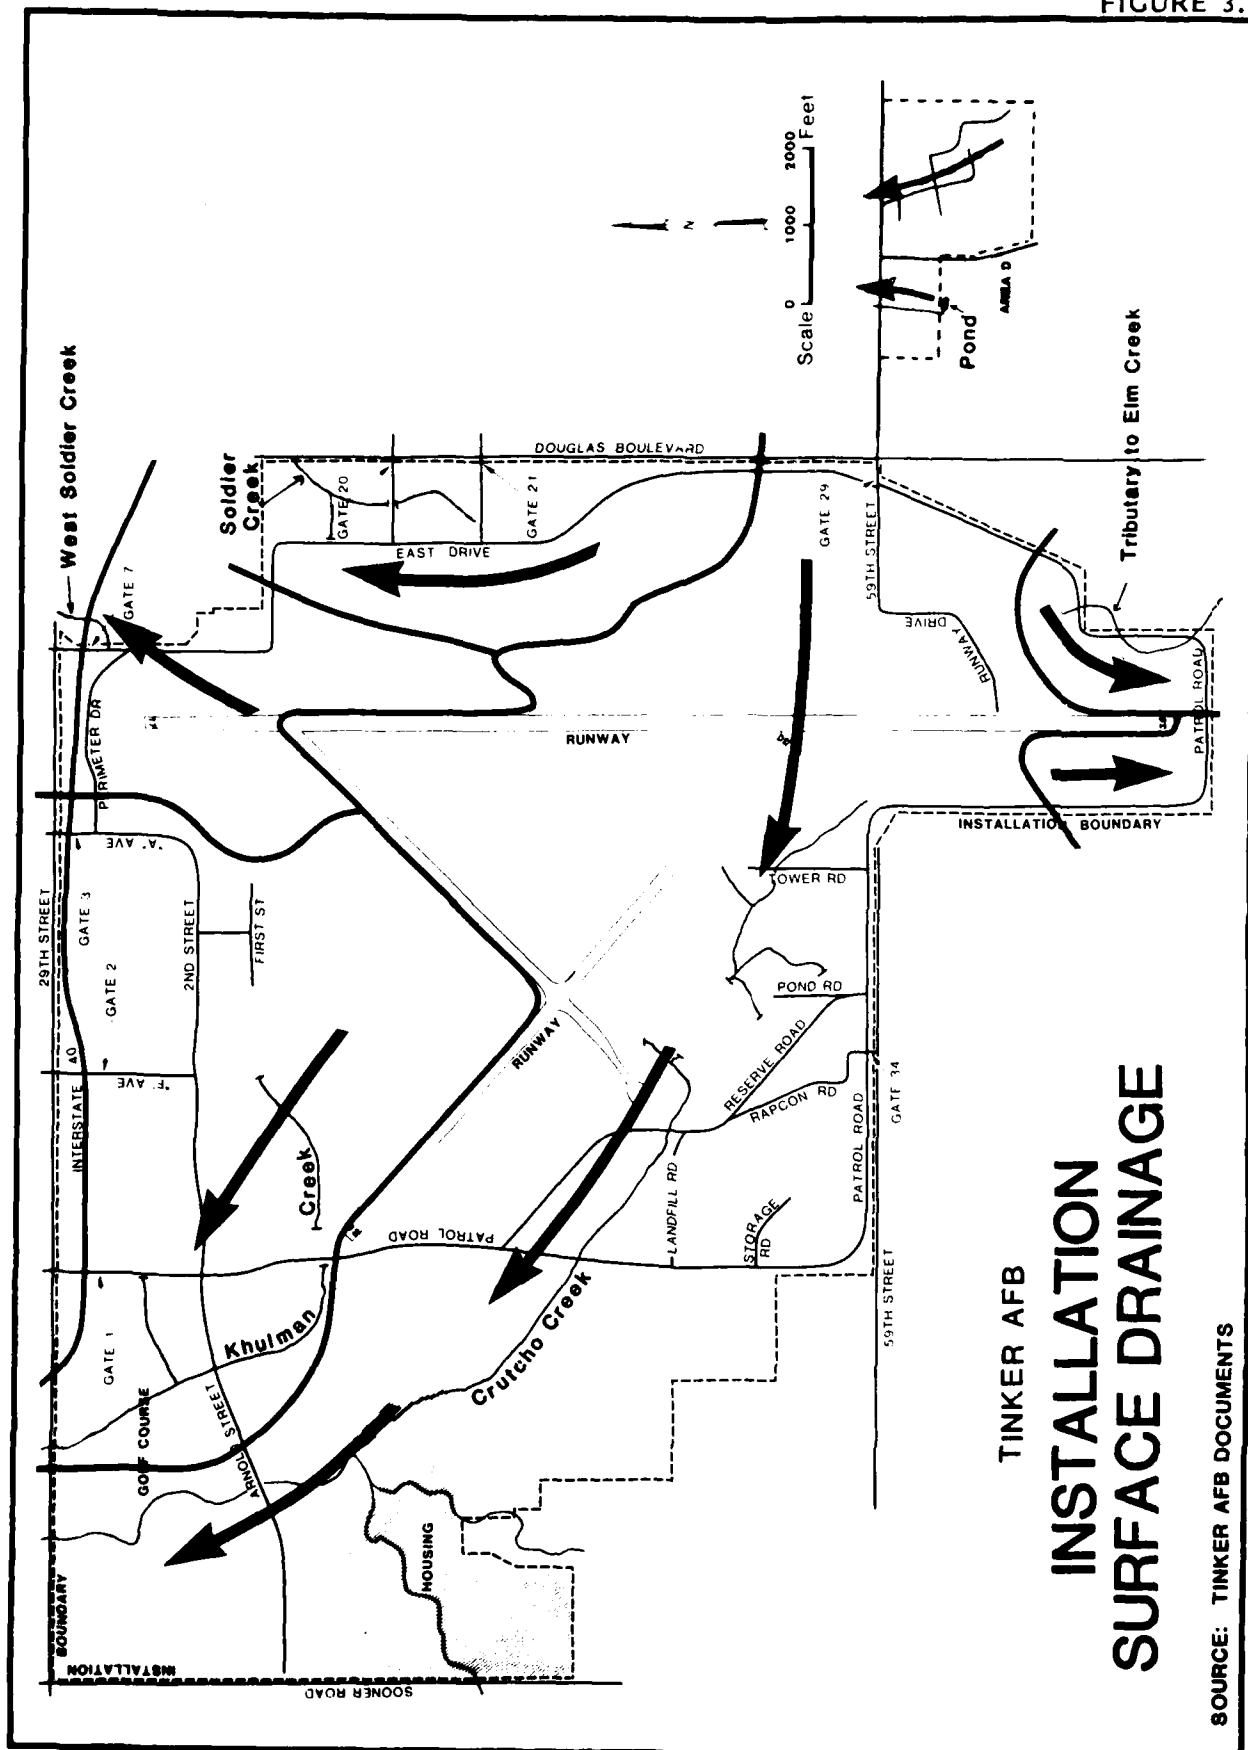 FIGURE 3.
West Soldier Creek
Soldier
Creek
GATE 7
GATE 20
GATE 21
DOUGLAS BOULEVARD
EAST DRIVE
GATE 29
59TH STREET
RUNWAY
DRIVE
Tributary to Elm Creek
PATROL ROAD
INSTALLATION BOUNDARY
Scale
0
1000
2000
Feet
N
Pond
AREA D
29TH STREET
PERIMETER DR
"A" AVE
GATE 3
GATE 2
2ND STREET
FIRST ST
INTERSTATE 40
"F" AVE
RUNWAY
RUNWAY
TOWER RD
POND RD
RESERVE ROAD
RAPCON RD
PATROL ROAD
GATE 34
LANDFILL RD
STORAGE
RD
59TH STREET
PATROL ROAD
Creek
Khulman
Crutcho Creek
GATE 1
GOLF COURSE
ARNOLD STREET
HOUSING
INSTALLATION
BOUNDARY
SOONER ROAD
TINKER AFB
INSTALLATION
SURFACE DRAINAGE
SOURCE: TINKER AFB DOCUMENTS